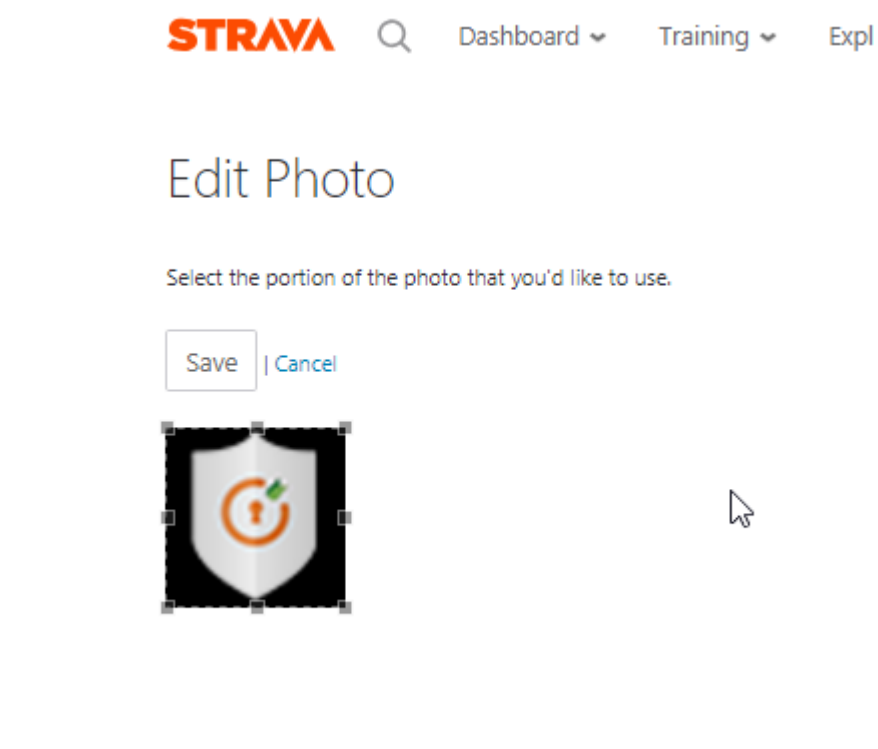 STRAVA Dashboard Training Expl
Edit Photo
Select the portion of the photo that you'd like to use.
Save | Cancel